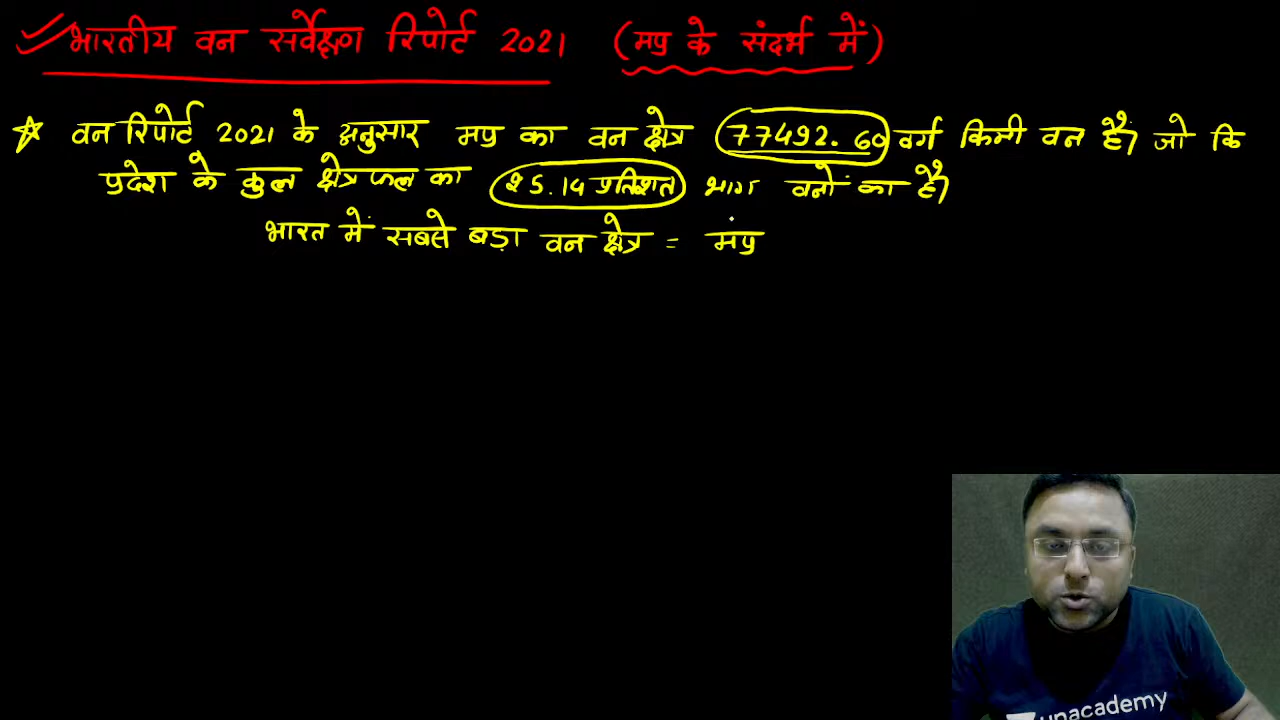 भारतीय वन सर्वेक्षण रिपोर्ट 2021 (मप्र के संदर्भ में)
वन रिपोर्ट 2021 के अनुसार मप्र का वन क्षेत्र 77492.60 वर्ग किमी वन है। जो कि
प्रदेश के कुल क्षेत्रफल का 25.14 प्रतिशत भाग वनों का है।
भारत में सबसे बड़ा वन क्षेत्र = मंप्र
unacademy